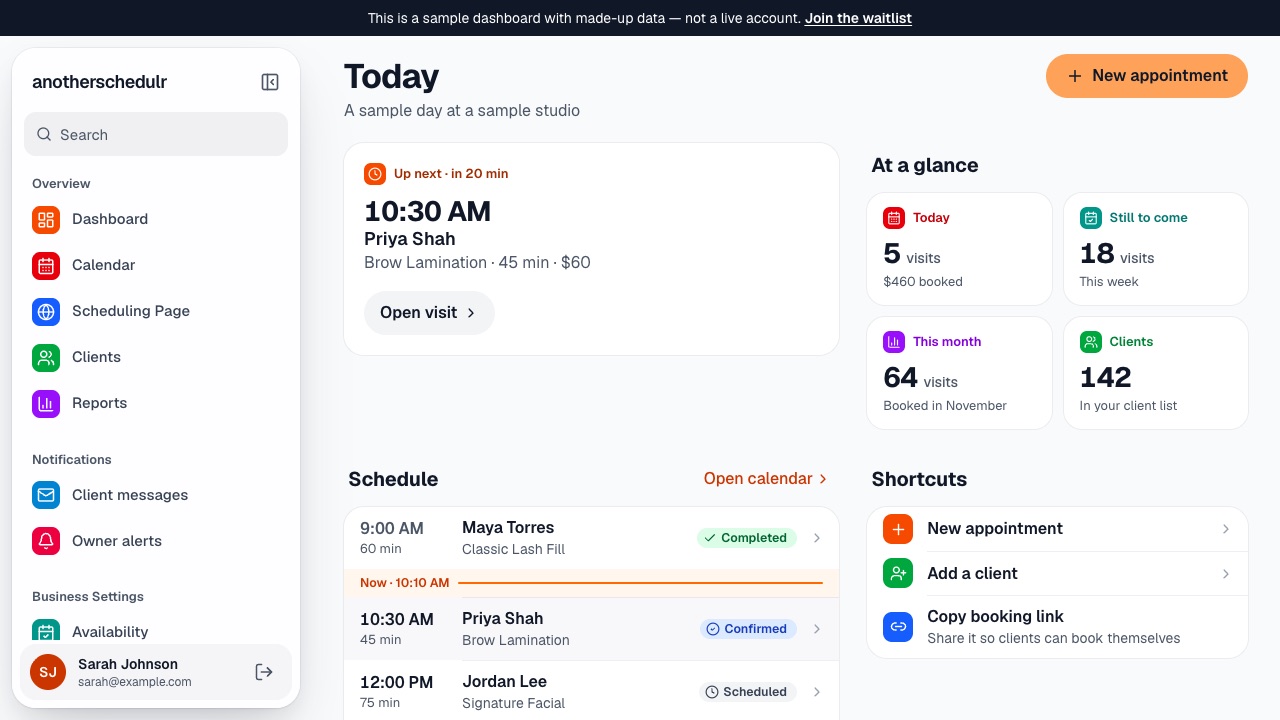 This is a sample dashboard with made-up data — not a live account. Join the waitlist
anotherschedulr
Search
Overview
Dashboard
Calendar
Scheduling Page
Clients
Reports
Notifications
Client messages
Owner alerts
Business Settings
Availability
SJ
Sarah Johnson
sarah@example.com
Today
A sample day at a sample studio
New appointment
Up next · in 20 min
10:30 AM
Priya Shah
Brow Lamination · 45 min · $60
Open visit
At a glance
Today
5 visits
$460 booked
Still to come
18 visits
This week
This month
64 visits
Booked in November
Clients
142
In your client list
Schedule
Open calendar
9:00 AM
60 min
Maya Torres
Classic Lash Fill
Completed
Now · 10:10 AM
10:30 AM
45 min
Priya Shah
Brow Lamination
Confirmed
12:00 PM
75 min
Jordan Lee
Signature Facial
Scheduled
Shortcuts
New appointment
Add a client
Copy booking link
Share it so clients can book themselves